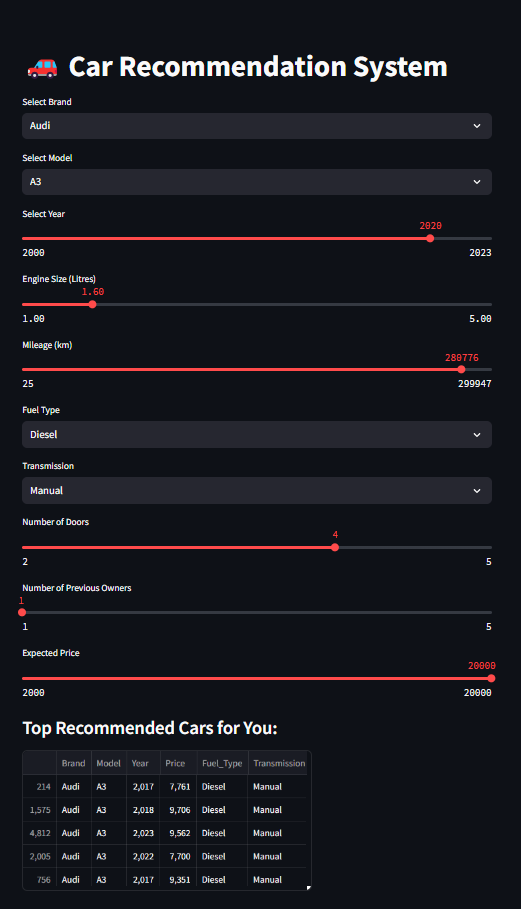 Car Recommendation System
Select Brand
Audi
Select Model
A3
Select Year
2020
2000 2023
Engine Size (Litres)
1.60
1.00 5.00
Mileage (km)
280776
25 299947
Fuel Type
Diesel
Transmission
Manual
Number of Doors
4
2 5
Number of Previous Owners
1
1 5
Expected Price
20000
2000 20000
Top Recommended Cars for You:
Brand Model Year Price Fuel_Type Transmission
214 Audi A3 2,017 7,761 Diesel Manual
1,575 Audi A3 2,018 9,706 Diesel Manual
4,812 Audi A3 2,023 9,562 Diesel Manual
2,005 Audi A3 2,022 7,700 Diesel Manual
756 Audi A3 2,017 9,351 Diesel Manual